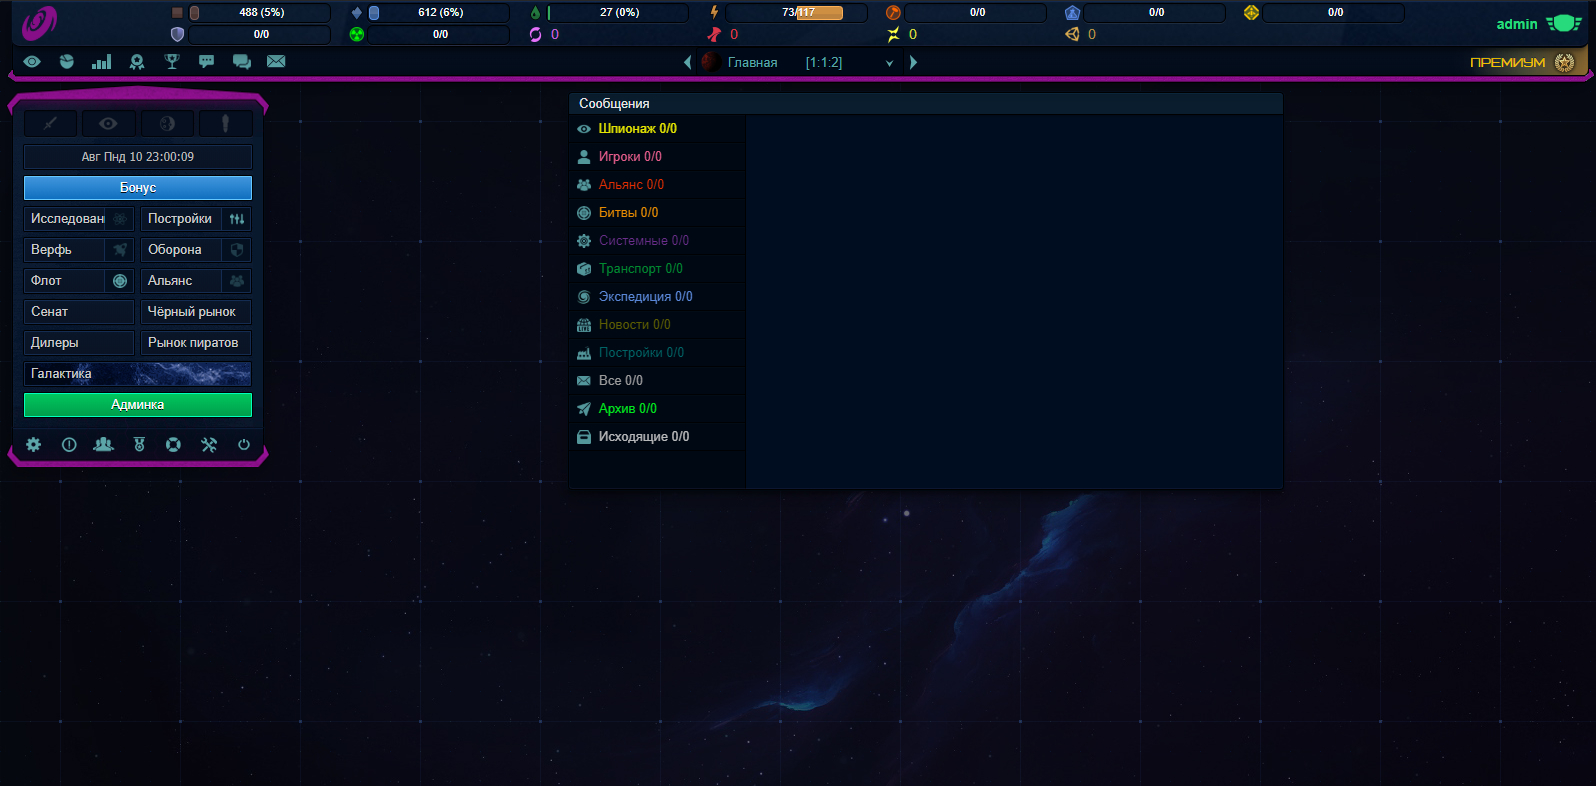 488 (5%)
612 (6%)
27 (0%)
73/117
0/0
0/0
0/0
admin
0/0
0/0
0
0
0
0
Главная [1:1:2]
ПРЕМИУМ
Авг Пнд 10 23:00:09
Бонус
Исследован
Постройки
Верфь
Оборона
Флот
Альянс
Сенат
Чёрный рынок
Дилеры
Рынок пиратов
Галактика
Админка
Сообщения
Шпионаж 0/0
Игроки 0/0
Альянс 0/0
Битвы 0/0
Системные 0/0
Транспорт 0/0
Экспедиция 0/0
Новости 0/0
Постройки 0/0
Все 0/0
Архив 0/0
Исходящие 0/0